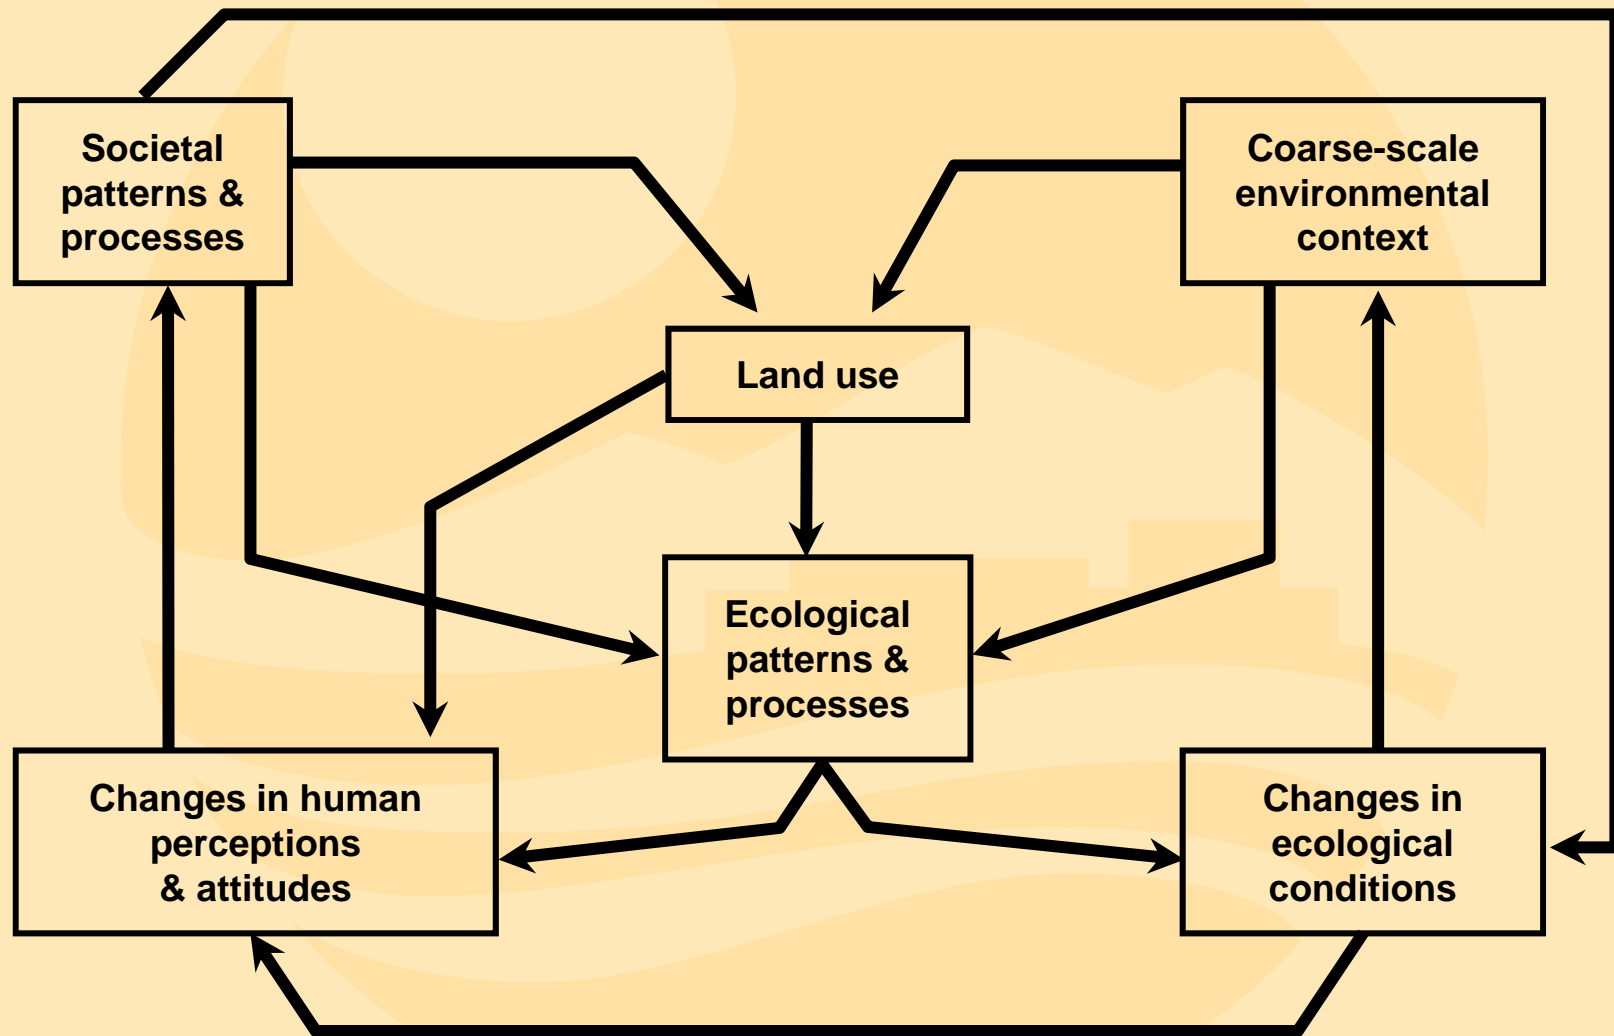 Societal
patterns &
processes
Coarse-scale
environmental
context
Land use
Ecological
patterns &
processes
Changes in human
perceptions
& attitudes
Changes in
ecological
conditions